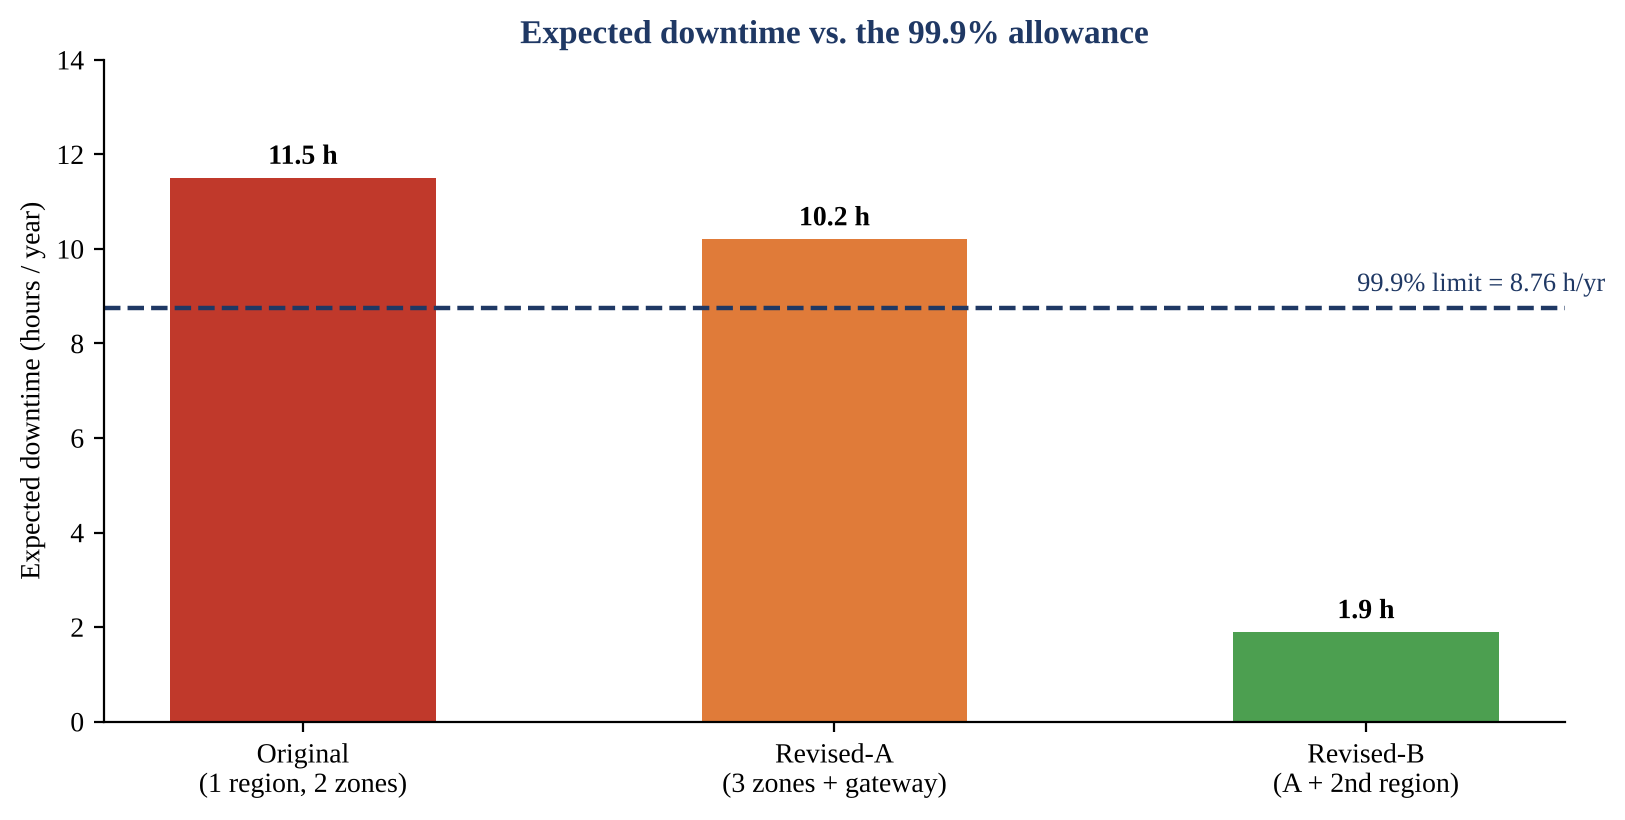 Expected downtime vs. the 99.9% allowance
Expected downtime (hours / year)
14
12
10
8
6
4
2
0
11.5 h
10.2 h
1.9 h
99.9% limit = 8.76 h/yr
Original
(1 region, 2 zones)
Revised-A
(3 zones + gateway)
Revised-B
(A + 2nd region)